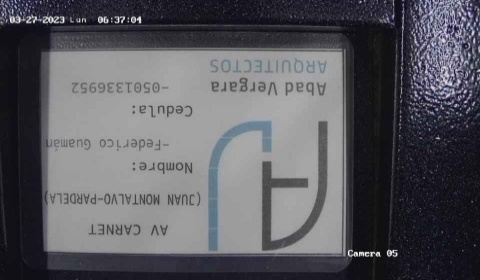 03-27-2023 Lun 06:37:04
AV CARNET
(JUAN MONTALVO-PARDELA)
Nombre:
-Federico Guamán
Cedula:
-0501336952
Abad Vergara
ARQUITECTOS
Camera 05